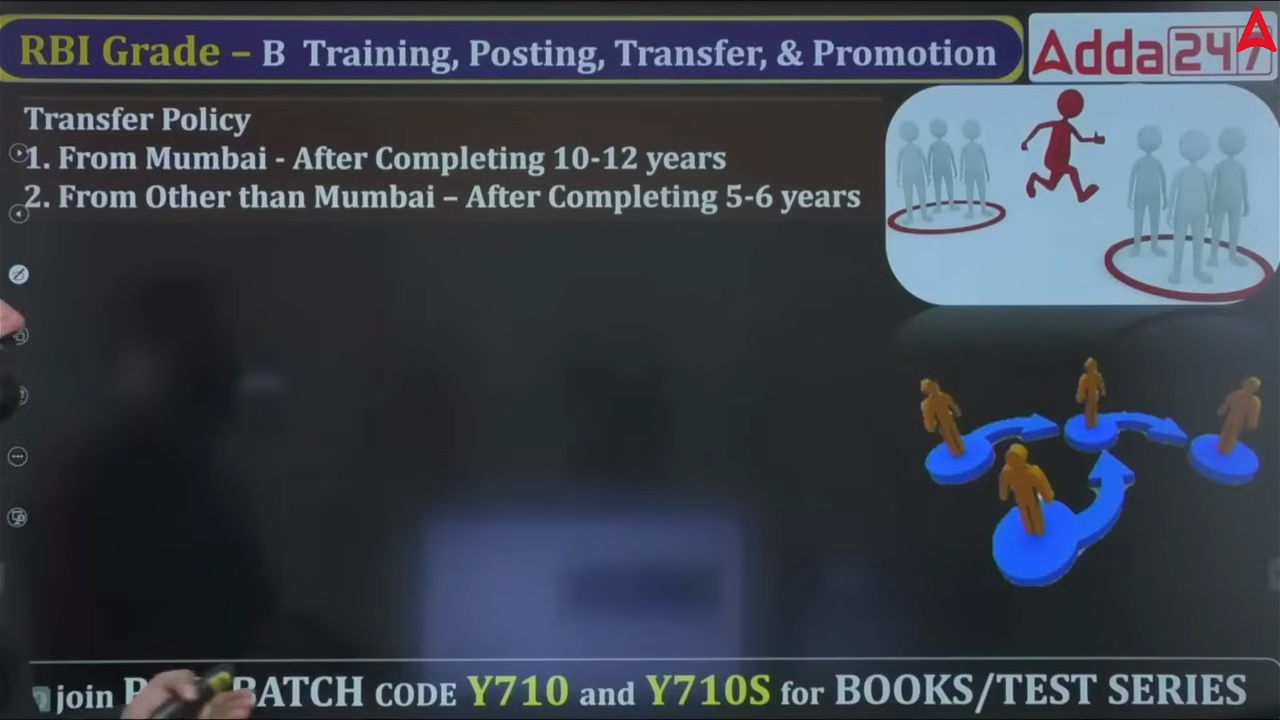 RBI Grade – B Training, Posting, Transfer, & Promotion
Adda247
Transfer Policy
1. From Mumbai - After Completing 10-12 years
2. From Other than Mumbai – After Completing 5-6 years
join BATCH CODE Y710 and Y710S for BOOKS/TEST SERIES